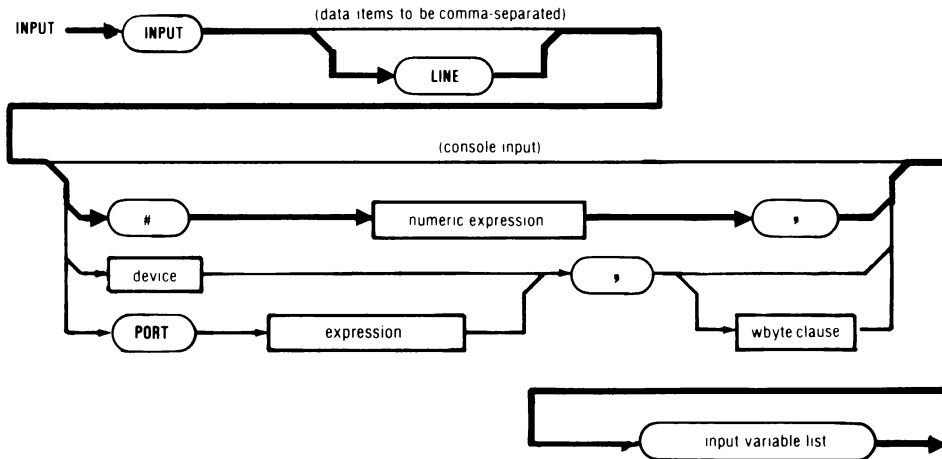 (data items to be comma-separated)
INPUT INPUT
LINE
(console input)
# numeric expression ,
device ,
PORT expression wbyte clause
input variable list